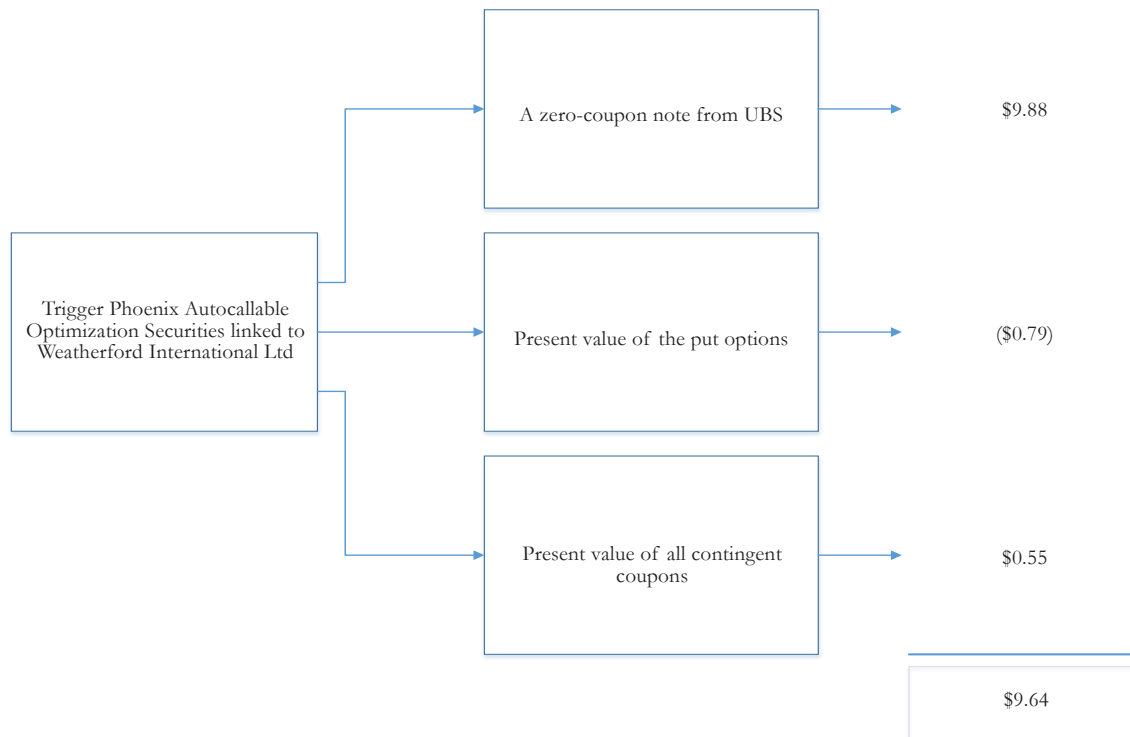 A zero-coupon note from UBS
$9.88
Trigger Phoenix Autocallable
Optimization Securities linked to
Weatherford International Ltd
Present value of the put options
($0.79)
Present value of all contingent
coupons
$0.55
$9.64